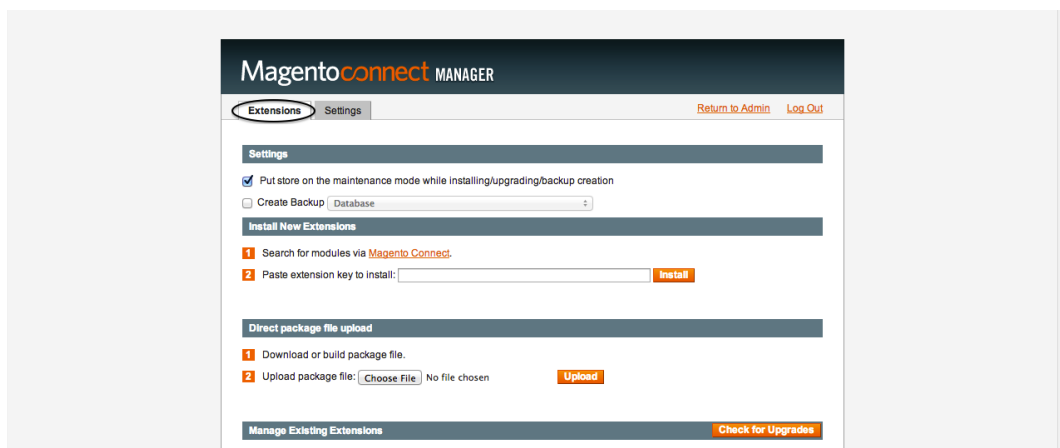 Magentoconnect MANAGER
Extensions Settings Return to Admin Log Out
Settings
Put store on the maintenance mode while installing/upgrading/backup creation
Create Backup Database
Install New Extensions
1 Search for modules via Magento Connect.
2 Paste extension key to install: Install
Direct package file upload
1 Download or build package file.
2 Upload package file: Choose File No file chosen Upload
Manage Existing Extensions Check for Upgrades